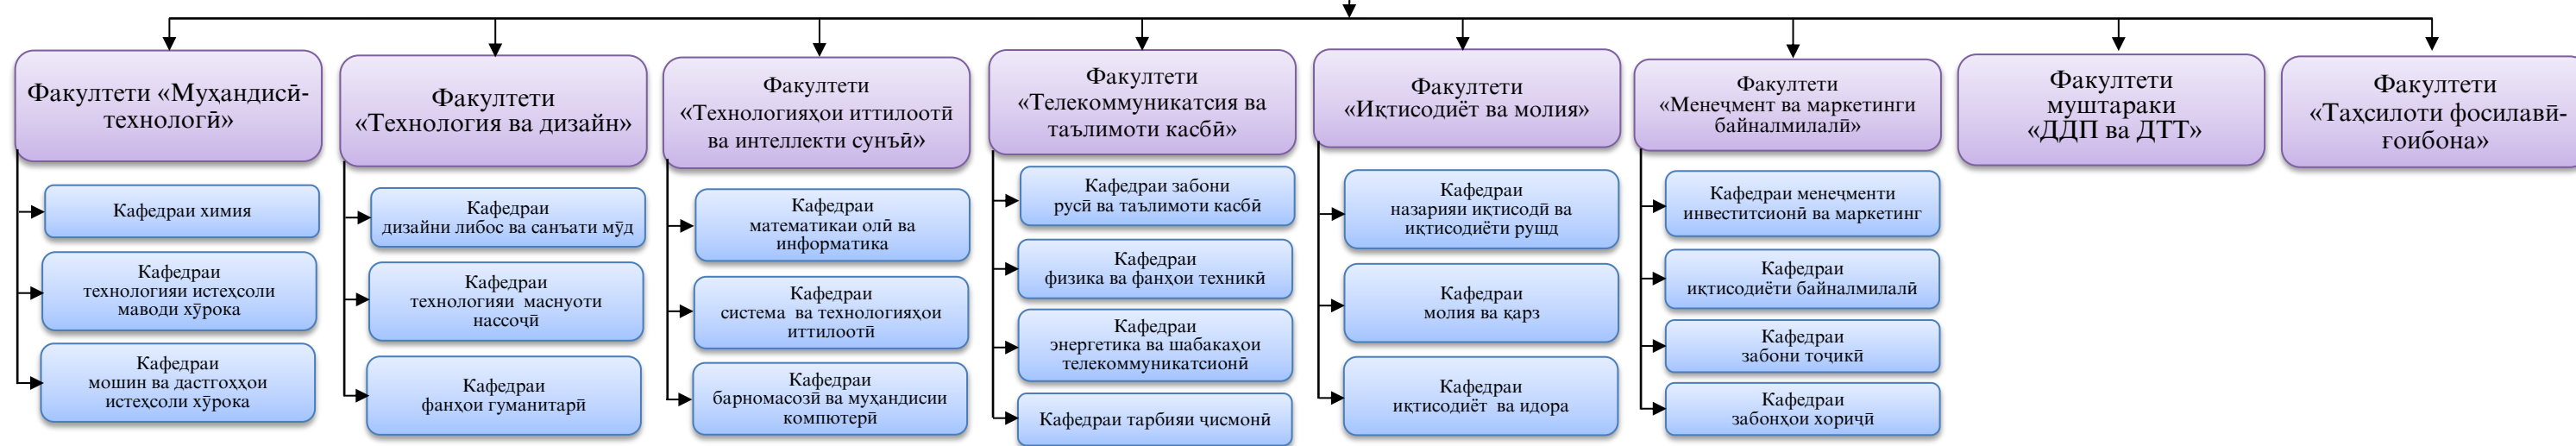 Факултети «Муҳандисӣ-
технологӣ»
Кафедраи химия
Кафедраи
технологияи истеҳсоли
маводи хӯрока
Кафедраи
мошин ва дастгоҳҳои
истеҳсоли хӯрока
Факултети
«Технология ва дизайн»
Кафедраи
дизайни либос ва санъати мӯд
Кафедраи
технологияи маснуоти
нассоҷӣ
Кафедраи
фанҳои гуманитарӣ
Факултети
«Технологияҳои иттилоотӣ
ва интеллекти сунъӣ»
Кафедраи
математикаи олӣ ва
информатика
Кафедраи
система ва технологияҳои
иттилоотӣ
Кафедраи
барномасозӣ ва муҳандисии
компютерӣ
Факултети
«Телекоммуникатсия ва
таълимоти касбӣ»
Кафедраи забони
русӣ ва таълимоти касбӣ
Кафедраи
физика ва фанҳои техникӣ
Кафедраи
энергетика ва шабакаҳои
телекоммуникатсионӣ
Кафедраи тарбияи ҷисмонӣ
Факултети
«Иқтисодиёт ва молия»
Кафедраи
назарияи иқтисодӣ ва
иқтисодиёти рушд
Кафедраи
молия ва қарз
Кафедраи
иқтисодиёт ва идора
Факултети
«Менеҷмент ва маркетинги
байналмилалӣ»
Кафедраи менеҷменти
инвеститсионӣ ва маркетинг
Кафедраи
иқтисодиёти байналмилалӣ
Кафедраи
забони тоҷикӣ
Кафедраи
забонҳои хориҷӣ
Факултети
муштараки
«ДДП ва ДТТ»
Факултети
«Таҳсилоти фосилавӣ-
ғоибона»